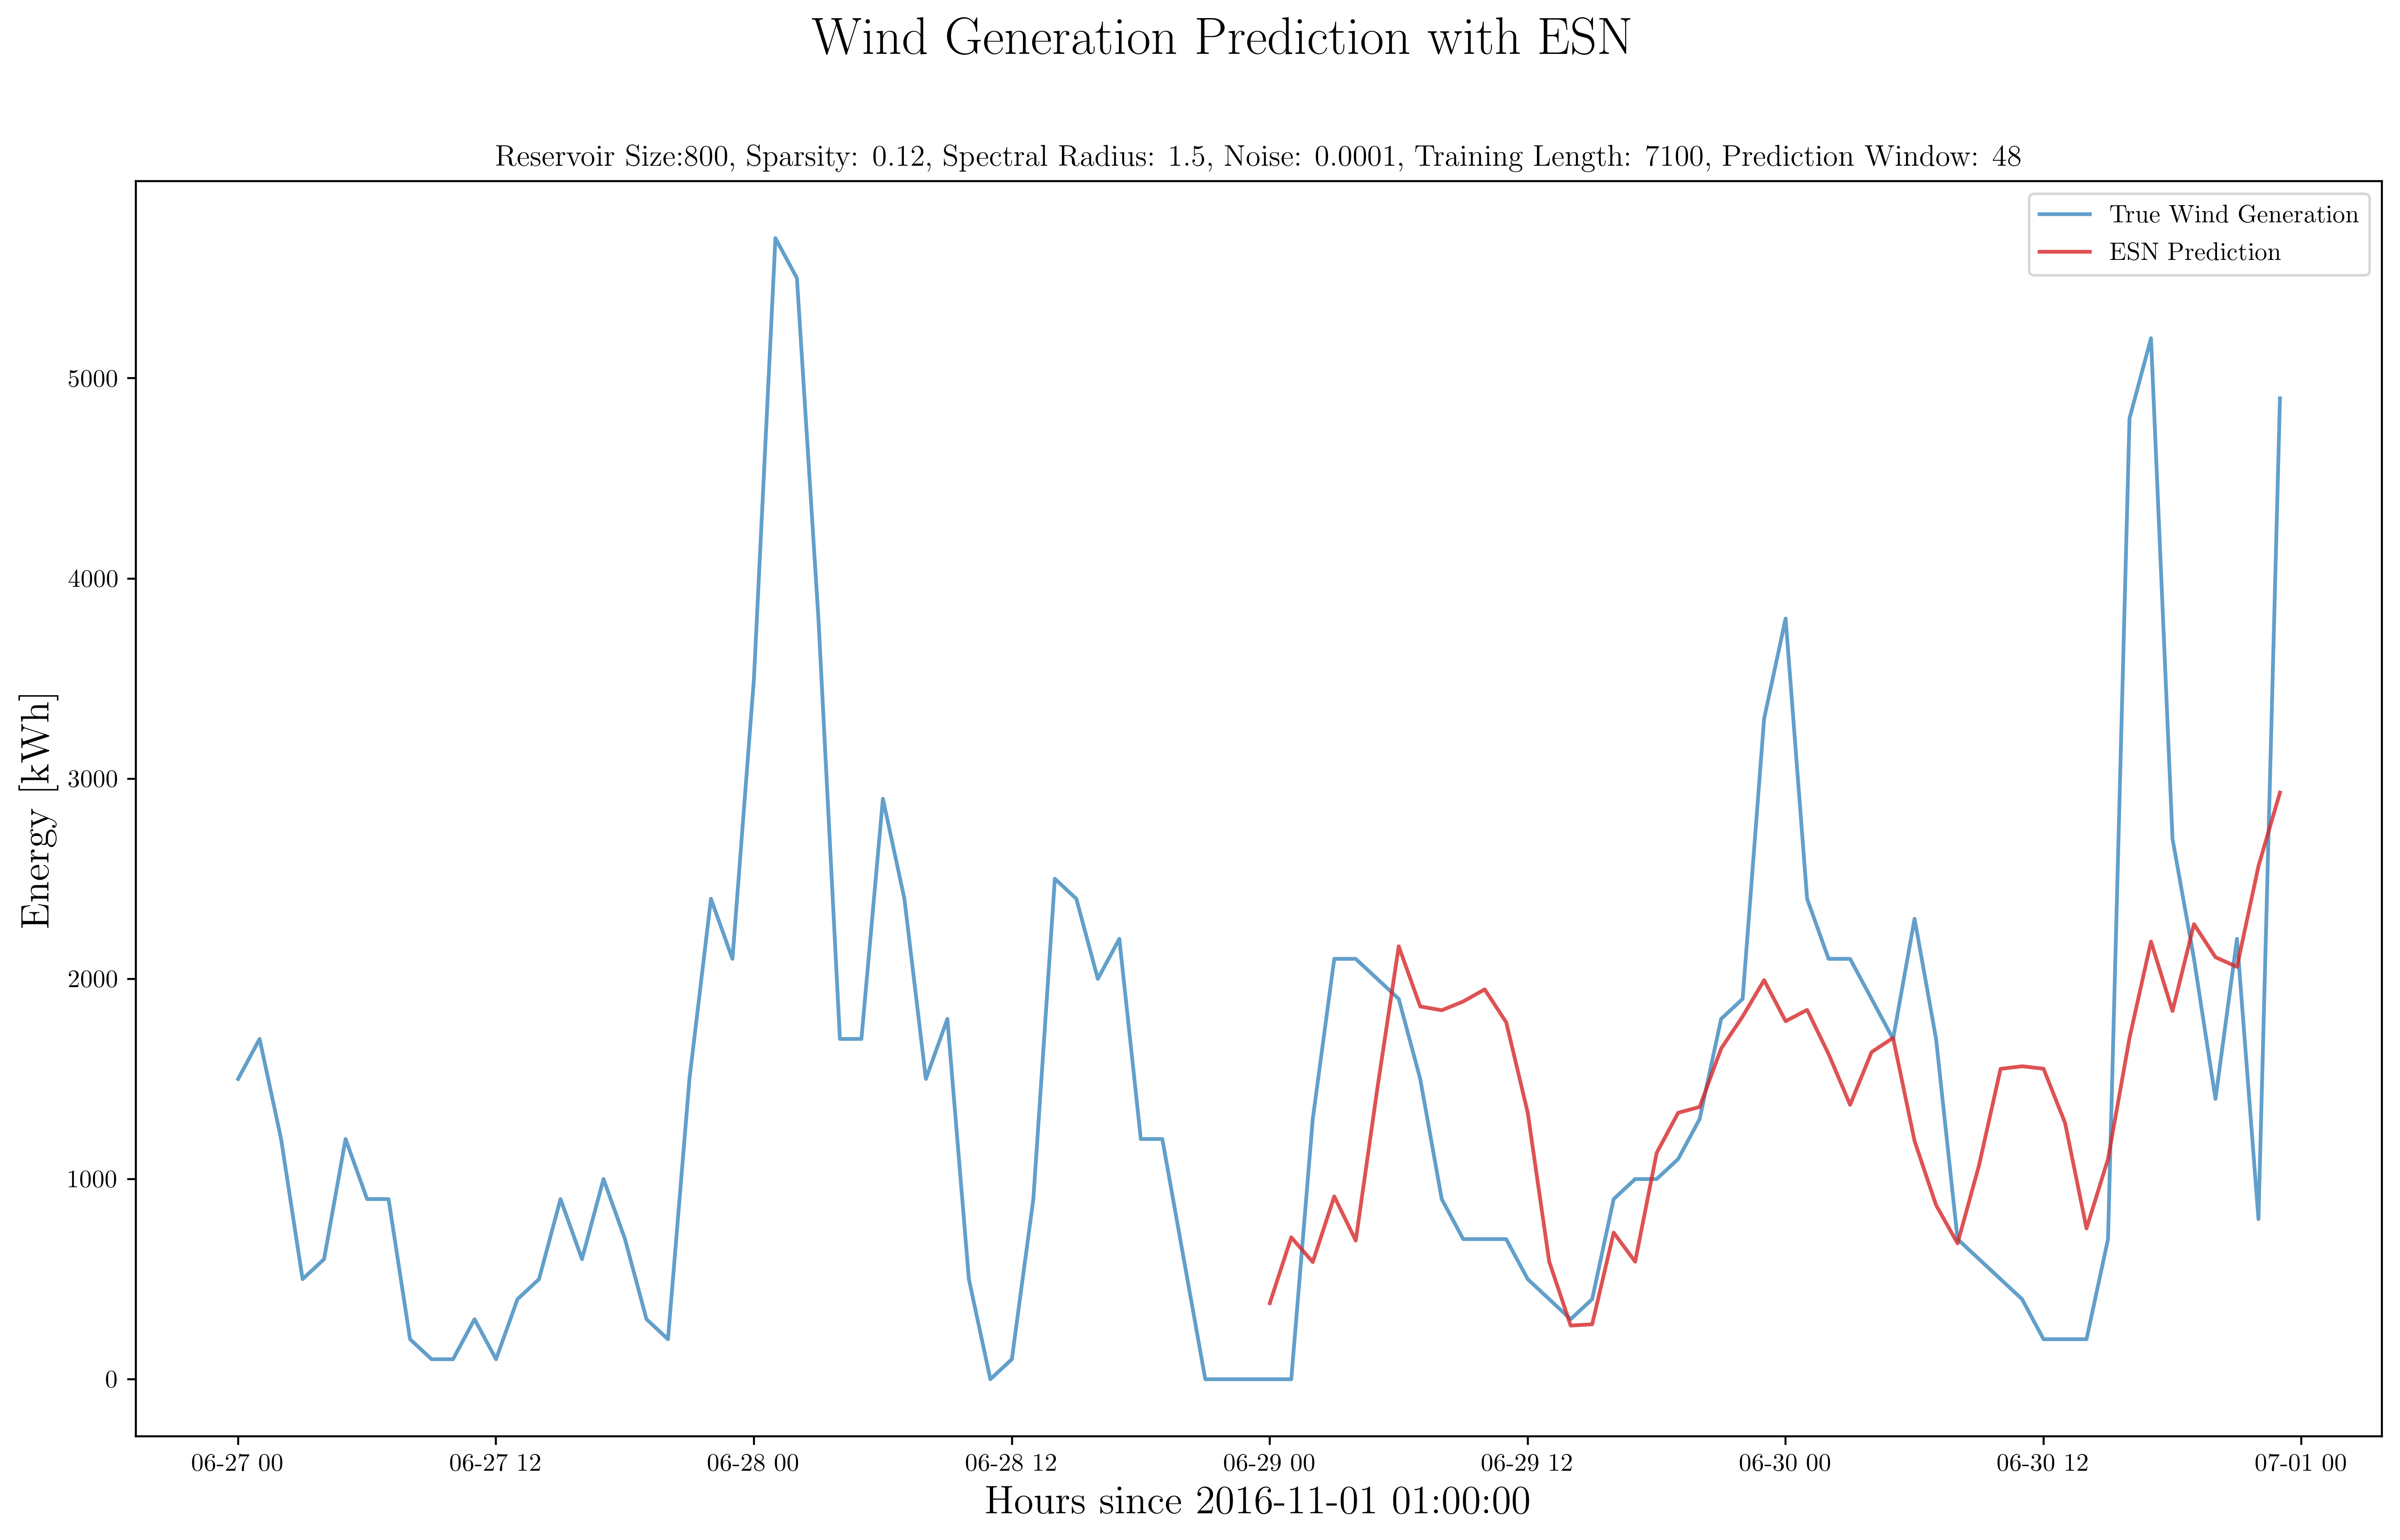 Wind Generation Prediction with ESN
Reservoir Size:800, Sparsity: 0.12, Spectral Radius: 1.5, Noise: 0.0001, Training Length: 7100, Prediction Window: 48
True Wind Generation
ESN Prediction
Energy [kWh]
5000
4000
3000
2000
1000
0
06-27 00 06-27 12 06-28 00 06-28 12 06-29 00 06-29 12 06-30 00 06-30 12 07-01 00
Hours since 2016-11-01 01:00:00